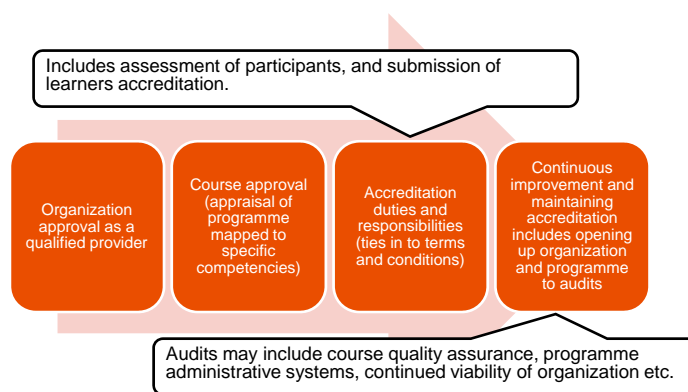 Includes assessment of participants, and submission of
learners accreditation.
Organization
approval as a
qualified provider
Course approval
(appraisal of
programme
mapped to
specific
competencies)
Accreditation
duties and
responsibilities
(ties in to terms
and conditions)
Continuous
improvement and
maintaining
accreditation
includes opening
up organization
and programme
to audits
Audits may include course quality assurance, programme
administrative systems, continued viability of organization etc.